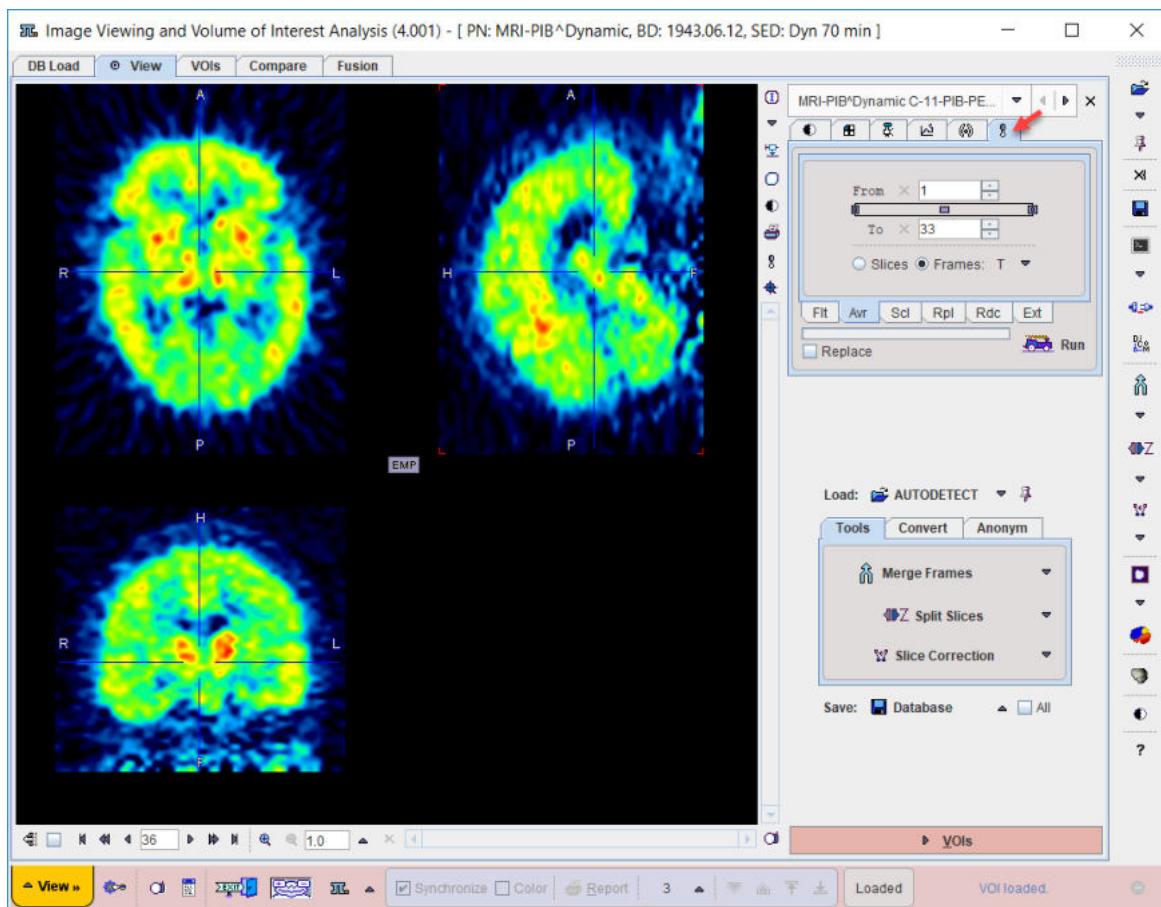 Image Viewing and Volume of Interest Analysis (4.001) - [ PN: MRI-PIB^Dynamic, BD: 1943.06.12, SED: Dyn 70 min ]
DB Load View VOIs Compare Fusion
MRI-PIB^Dynamic C-11-PIB-PE...
A
A
From 1
To 33
R
L
H
F
Slices Frames: T
Flt Avr Scl Rpl Rdc Ext
Replace
Run
P
P
EMP
Load: AUTODETECT
H
Tools Convert Anonym
Merge Frames
Split Slices
R
L
Slice Correction
Save: Database All
F
?
36
1.0
VOIs
View »
EXIT
Synchronize Color Report 3
Loaded
VOI loaded.